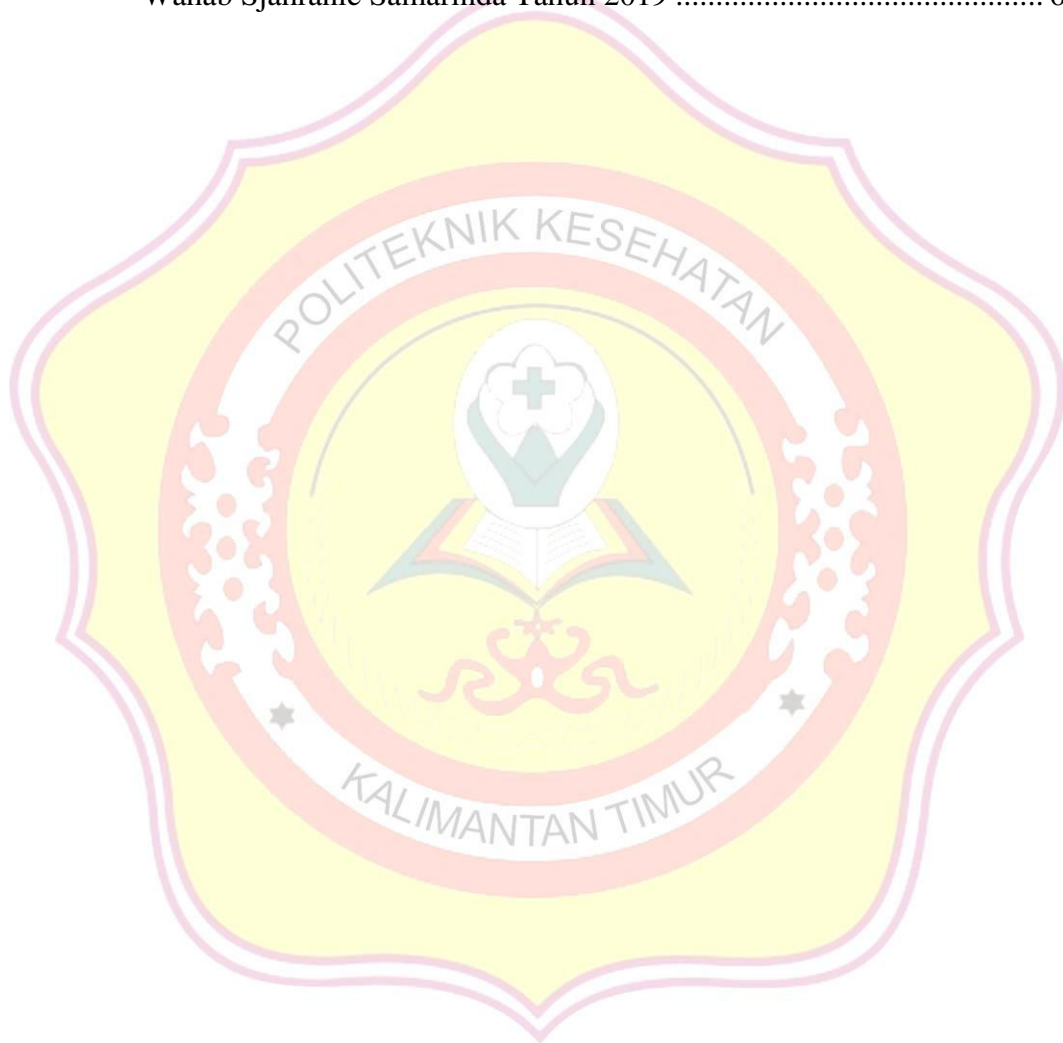 Wahab Sjahranie Samarinda Tahun 2019 ..........................................
POLITEKNIK KESEHATAN
KALIMANTAN TIMUR